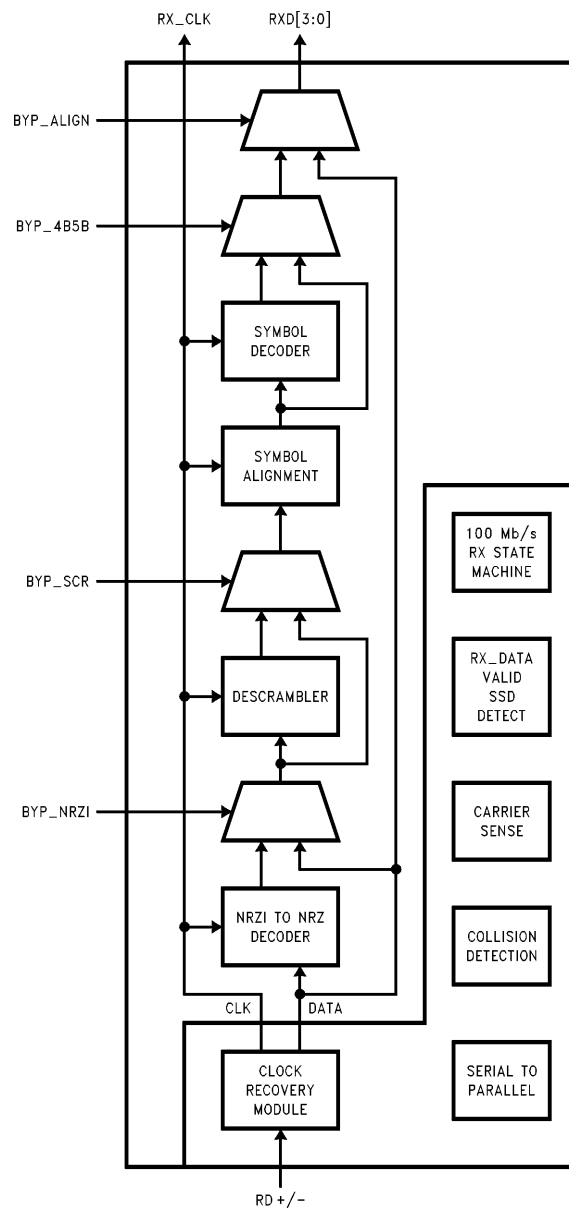 RX_CLK
RXD[3:0]
BYP_ALIGN
BYP_4B5B
SYMBOL
DECODER
SYMBOL
ALIGNMENT
100 Mb/s
RX STATE
MACHINE
BYP_SCR
RX_DATA
VALID
SSD
DETECT
DESCRAMBLER
BYP_NRZI
CARRIER
SENSE
NRZI TO NRZ
DECODER
COLLISION
DETECTION
CLK
DATA
CLOCK
RECOVERY
MODULE
SERIAL TO
PARALLEL
RD+/-